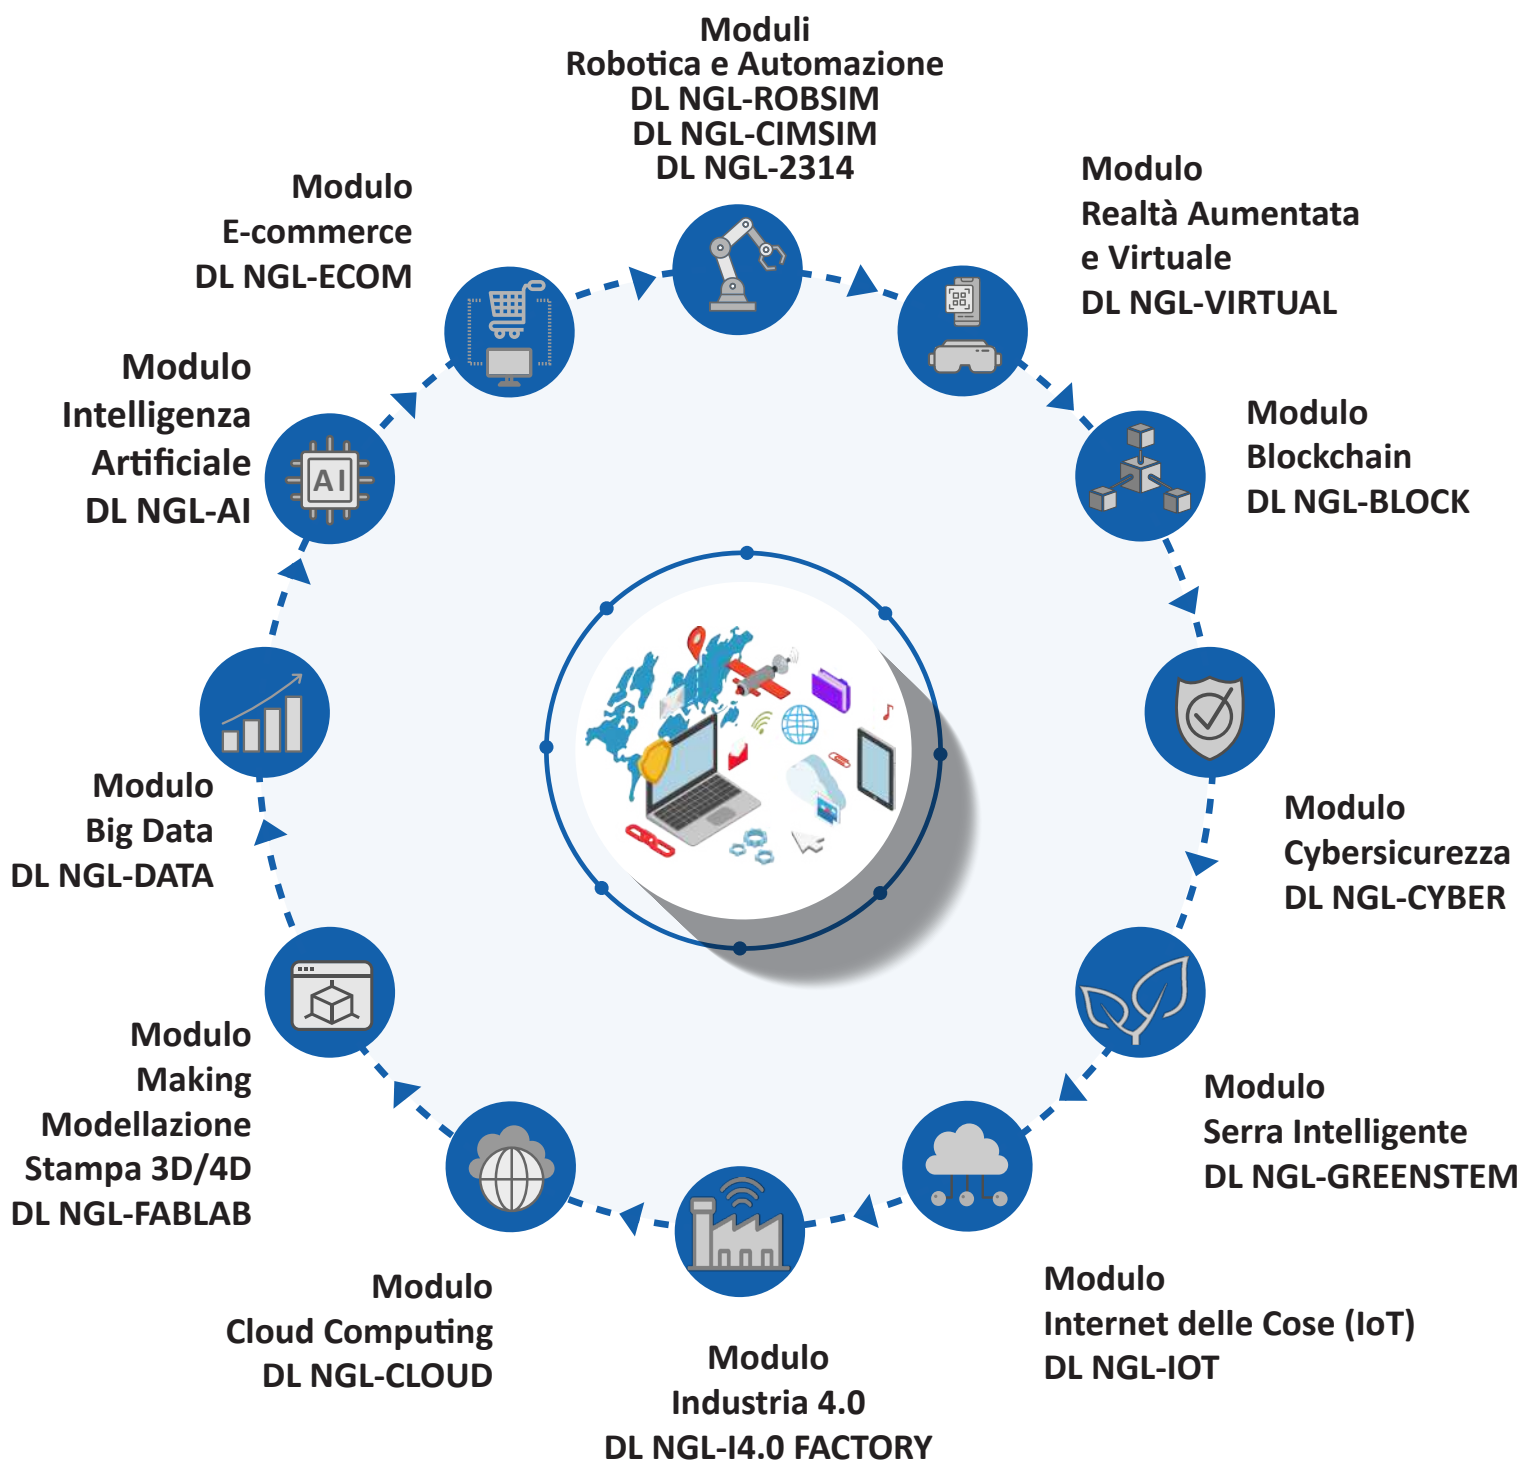 Moduli
Robotica e Automazione
DL NGL-ROBSIM
DL NGL-CIMSIM
DL NGL-2314
Modulo
Realtà Aumentata
e Virtuale
DL NGL-VIRTUAL
Modulo
Blockchain
DL NGL-BLOCK
Modulo
Cybersicurezza
DL NGL-CYBER
Modulo
Serra Intelligente
DL NGL-GREENSTEM
Modulo
Internet delle Cose (IoT)
DL NGL-IOT
Modulo
Industria 4.0
DL NGL-I4.0 FACTORY
Modulo
Cloud Computing
DL NGL-CLOUD
Modulo
Making
Modellazione
Stampa 3D/4D
DL NGL-FABLAB
Modulo
Big Data
DL NGL-DATA
Modulo
Intelligenza
Artificiale
DL NGL-AI
AI
Modulo
E-commerce
DL NGL-ECOM